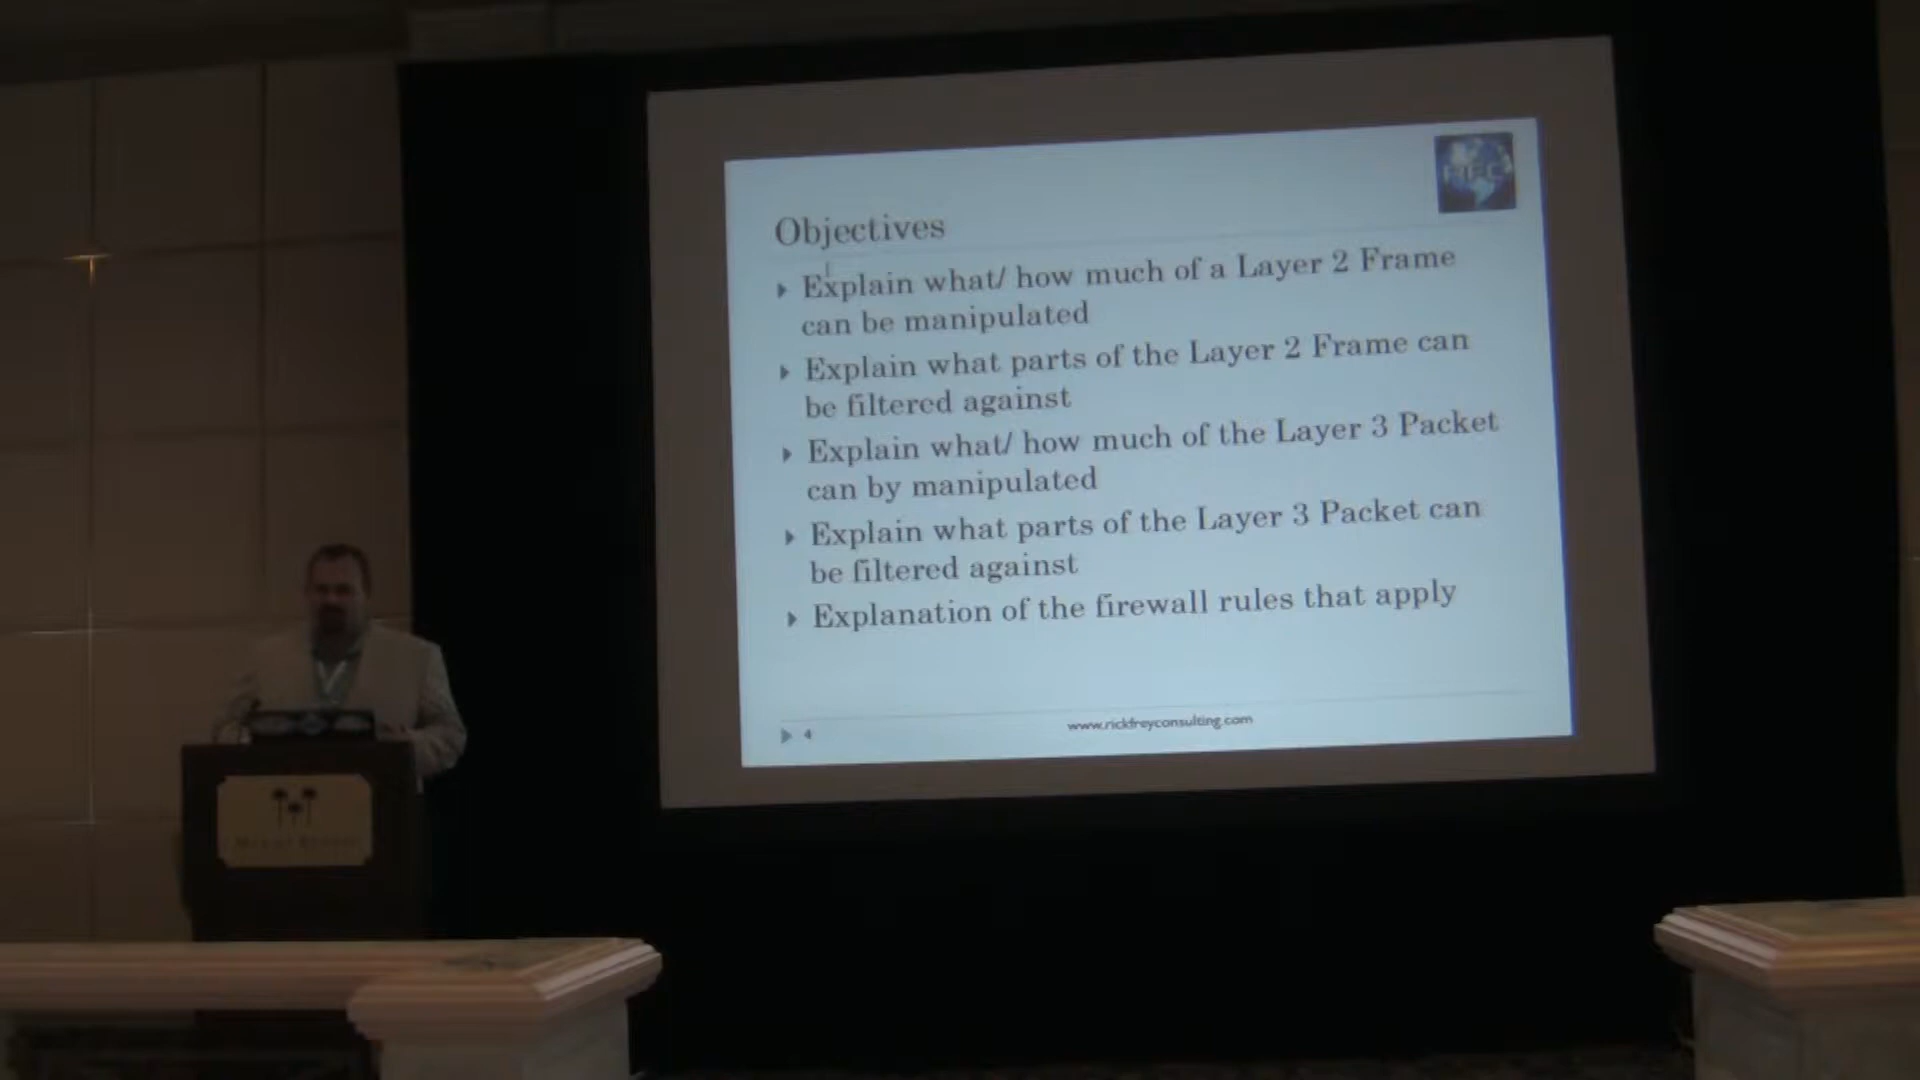 RFC
Objectives
Explain what/ how much of a Layer 2 Frame
can be manipulated
Explain what parts of the Layer 2 Frame can
be filtered against
Explain what/ how much of the Layer 3 Packet
can by manipulated
Explain what parts of the Layer 3 Packet can
be filtered against
Explanation of the firewall rules that apply
4
www.rickfreyconsulting.com